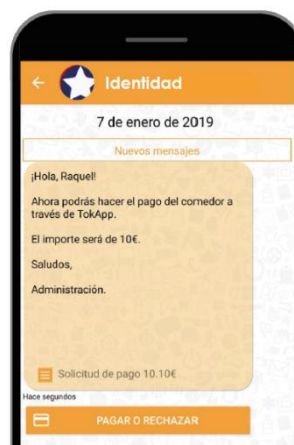 Identidad
7 de enero de 2019
Nuevos mensajes
¡Hola, Raquel!
Ahora podrás hacer el pago del comedor a
través de TokApp.
El importe será de 10€.
Saludos,
Administración.
Solicitud de pago 10.10€
Hace segundos
PAGAR O RECHAZAR